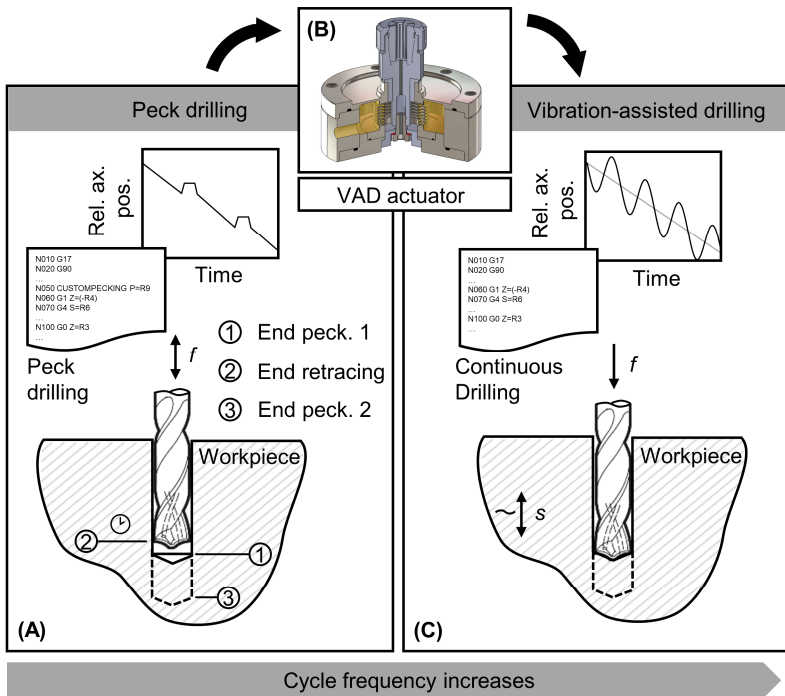 (B)
Peck drilling
Vibration-assisted drilling
VAD actuator
Rel. ax.
pos.
Time
N010 G17
N020 G90
...
N050 CUSTOMPECKING P=R9
N060 G1 Z=(-R4)
N070 G4 S=R6
...
N100 G0 Z=R3
...
Peck
drilling
f
1 End peck. 1
2 End retracing
3 End peck. 2
Workpiece
2
1
3
(A)
Rel. ax.
pos.
Time
N010 G17
N020 G90
...
N060 G1 Z=(-R4)
N070 G4 S=R6
...
N100 G0 Z=R3
...
Continuous
Drilling
f
Workpiece
~ s
(C)
Cycle frequency increases